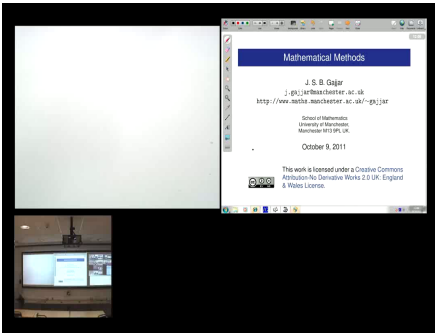 Mathematical Methods
J. S. B. Gajjar
j.gajjar@manchester.ac.uk
http://www.maths.manchester.ac.uk/~gajjar
School of Mathematics
University of Manchester,
Manchester M13 9PL UK.
October 9, 2011
This work is licensed under a Creative Commons
Attribution-No Derivative Works 2.0 UK: England
& Wales License.